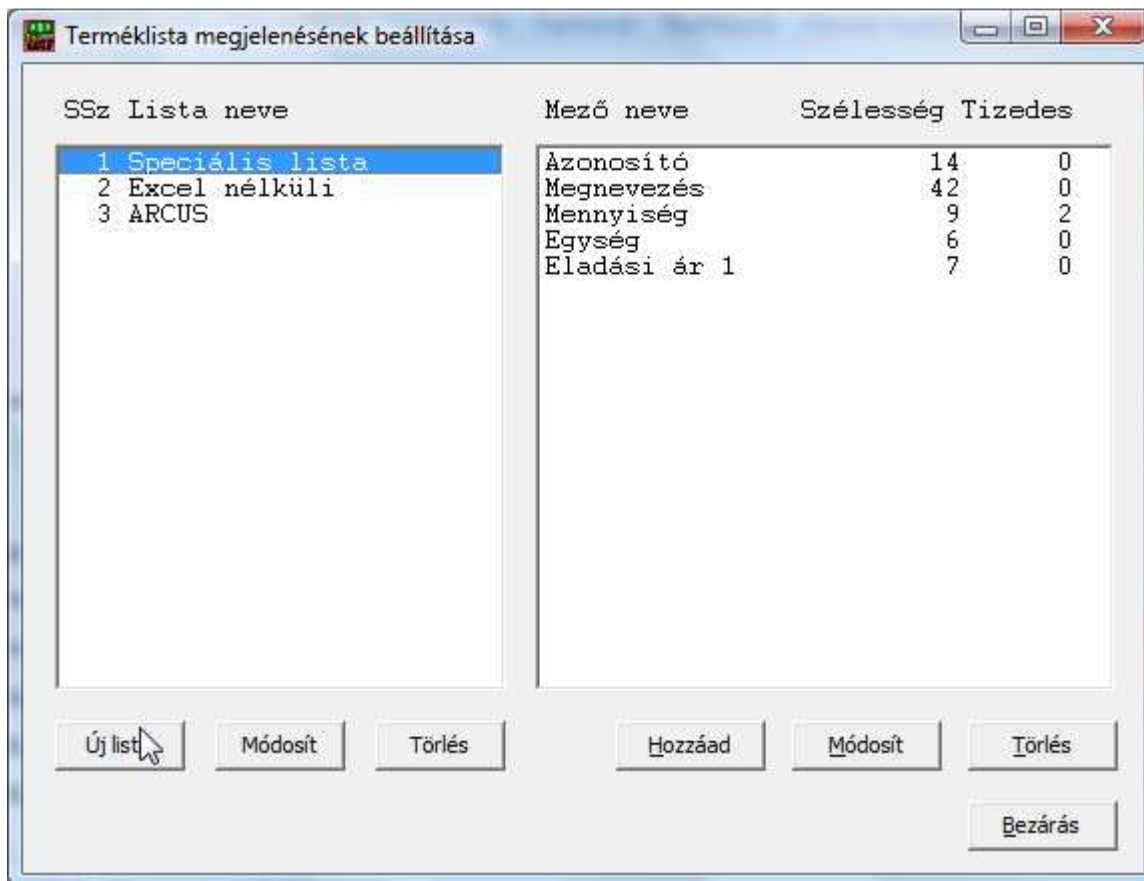 Terméklista megjelenésének beállítása
SSz Lista neve
1 Speciális lista
2 Excel nélküli
3 ARCUS
Mező neve Szélesség Tizedes
Azonosító 14 0
Megnevezés 42 0
Mennyiség 9 2
Egység 6 0
Eladási ár 1 7 0
Új list
Módosít
Törlés
Hozzáad
Módosít
Törlés
Bezárás